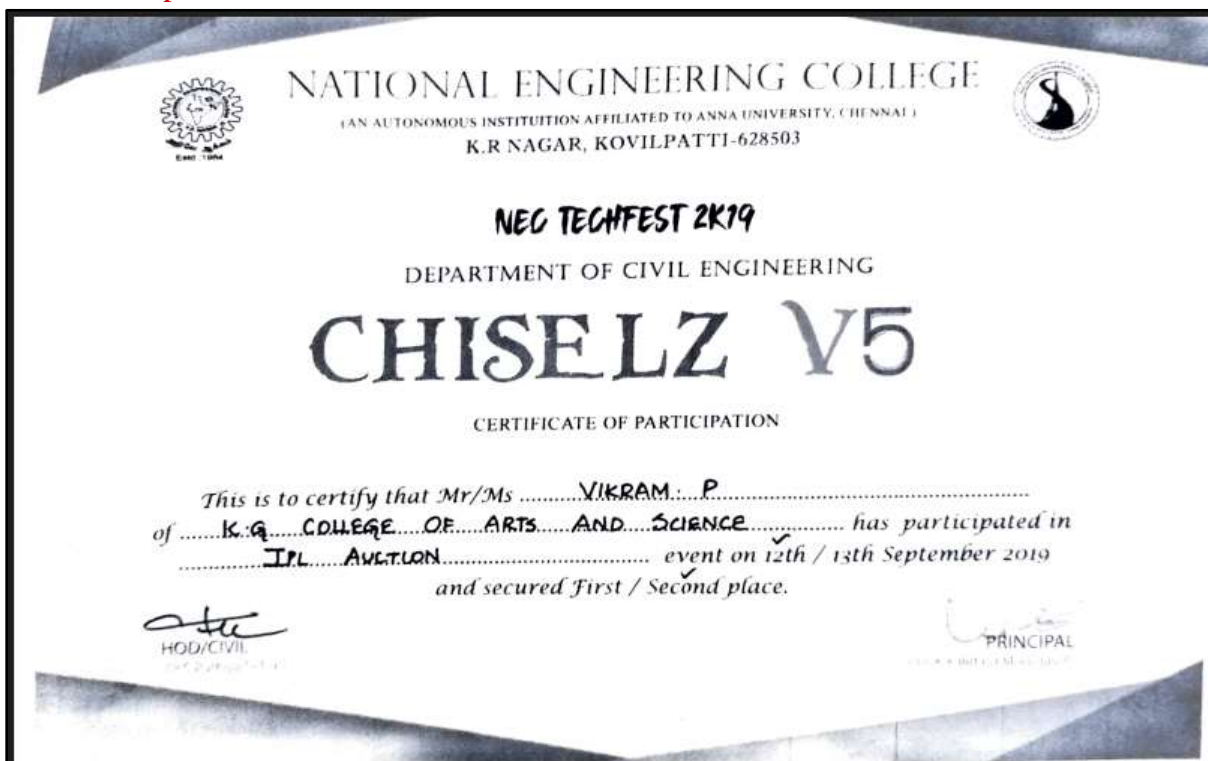 NATIONAL ENGINEERING COLLEGE
(AN AUTONOMOUS INSTITUITION AFFILIATED TO ANNA UNIVERSITY, CHENNAI)
K.R NAGAR, KOVILPATTI-628503
Estd : 1984
NEC TECHFEST 2K19
DEPARTMENT OF CIVIL ENGINEERING
CHISELZ V5
CERTIFICATE OF PARTICIPATION
This is to certify that Mr/Ms ......... VIKRAM. P .........
of ......... K.G COLLEGE OF ARTS AND SCIENCE ......... has participated in
......... IPL AUCTION ......... event on 12th / 13th September 2019
and secured First / Second place.
HOD/CIVIL
PRINCIPAL